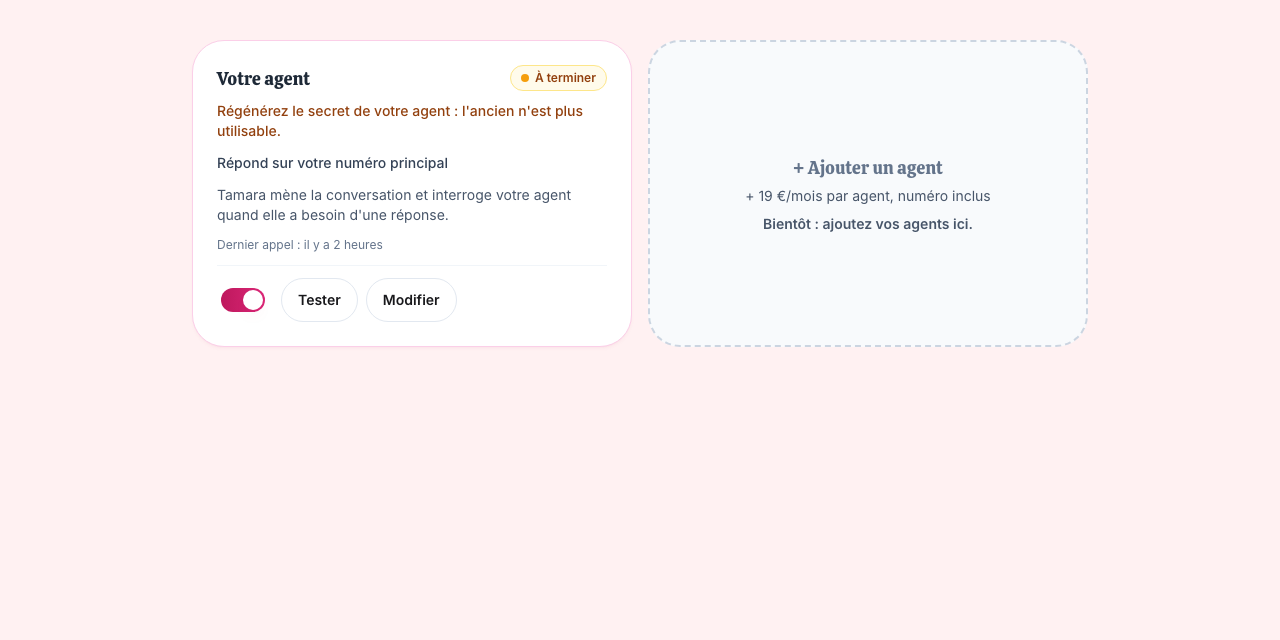 Votre agent
À terminer
Régénérez le secret de votre agent : l'ancien n'est plus
utilisable.
Répond sur votre numéro principal
Tamara mène la conversation et interroge votre agent
quand elle a besoin d'une réponse.
Dernier appel : il y a 2 heures
Tester
Modifier
+ Ajouter un agent
+ 19 €/mois par agent, numéro inclus
Bientôt : ajoutez vos agents ici.